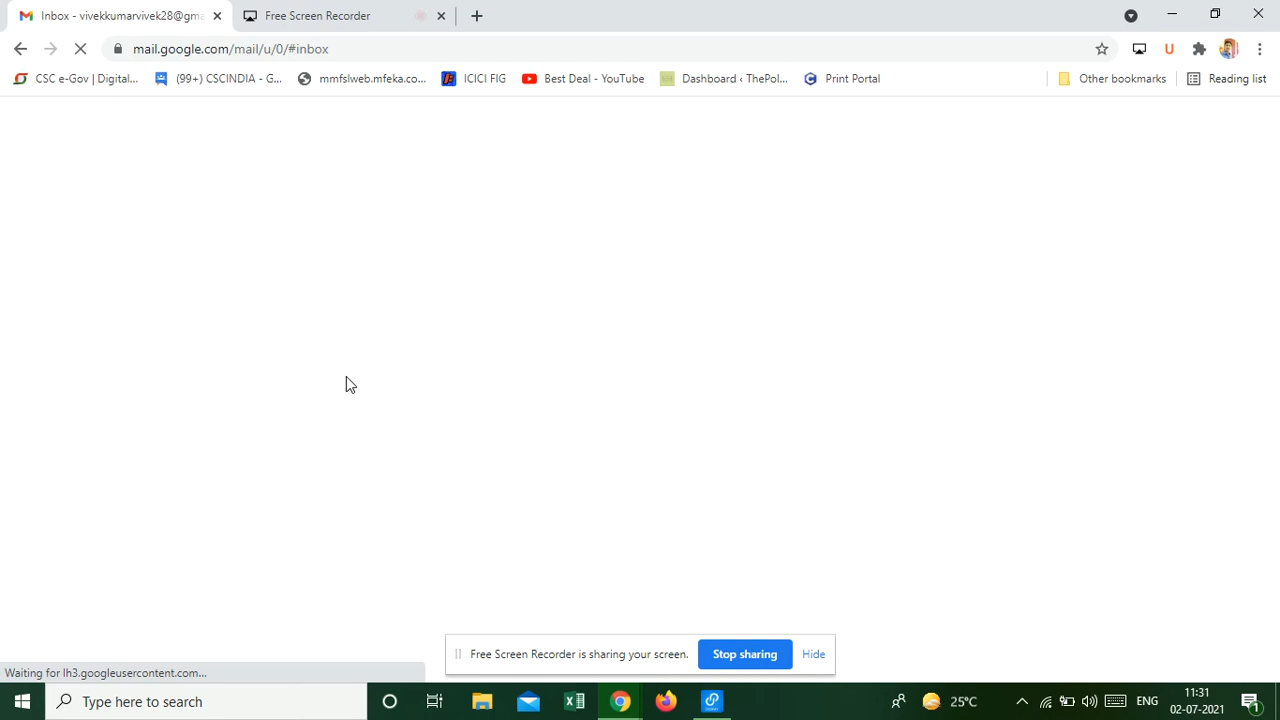 Inbox - vivekkumarvivek28@gma
Free Screen Recorder
mail.google.com/mail/u/0/#inbox
CSC e-Gov | Digital...
(99+) CSCINDIA - G...
mmfslweb.mfeka.co...
ICICI FIG
Best Deal - YouTube
Dashboard ‹ ThePol...
Print Portal
Other bookmarks
Reading list
Free Screen Recorder is sharing your screen.
Stop sharing
Hide
Waiting for lh3.googleusercontent.com...
Type here to search
25°C
ENG
11:31
02-07-2021
1